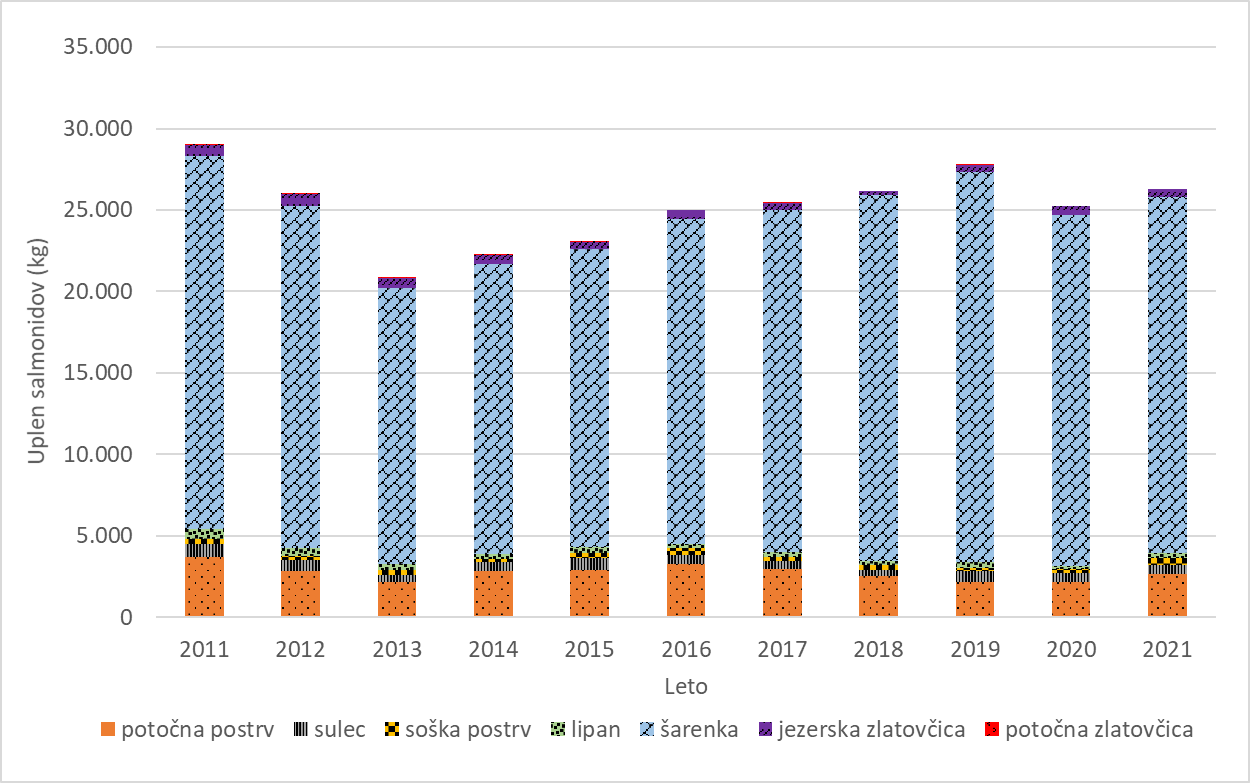 35.000
30.000
25.000
20.000
15.000
10.000
5.000
0
Uplen salmonidov (kg)
2011 2012 2013 2014 2015 2016 2017 2018 2019 2020 2021
Leto
potočna postrv sulec soška postrv lipan šarenka jezerska zlatovčica potočna zlatovčica